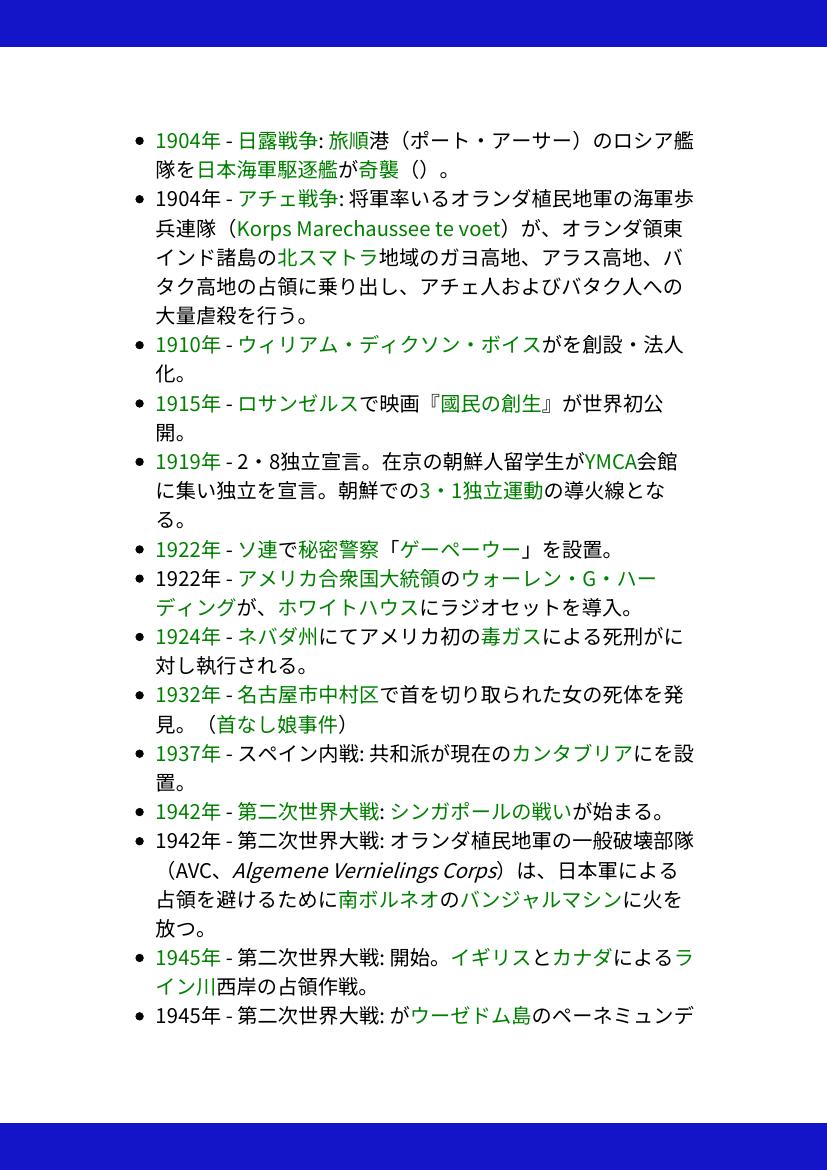 • 1904年 - 日露戦争: 旅順港（ポート・アーサー）のロシア艦
隊を日本海軍駆逐艦が奇襲（）。
• 1904年 - アチェ戦争: 将軍率いるオランダ植民地軍の海軍歩
兵連隊（Korps Marechaussee te voet）が、オランダ領東
インド諸島の北スマトラ地域のガヨ高地、アラス高地、バ
タク高地の占領に乗り出し、アチェ人およびバタク人への
大量虐殺を行う。
• 1910年 - ウィリアム・ディクソン・ボイスがを創設・法人
化。
• 1915年 - ロサンゼルスで映画『國民の創生』が世界初公
開。
• 1919年 - 2・8独立宣言。在京の朝鮮人留学生がYMCA会館
に集い独立を宣言。朝鮮での3・1独立運動の導火線とな
る。
• 1922年 - ソ連で秘密警察「ゲーペーウー」を設置。
• 1922年 - アメリカ合衆国大統領のウォーレン・G・ハー
ディングが、ホワイトハウスにラジオセットを導入。
• 1924年 - ネバダ州にてアメリカ初の毒ガスによる死刑がに
対し執行される。
• 1932年 - 名古屋市中村区で首を切り取られた女の死体を発
見。（首なし娘事件）
• 1937年 - スペイン内戦: 共和派が現在のカンタブリアにを設
置。
• 1942年 - 第二次世界大戦: シンガポールの戦いが始まる。
• 1942年 - 第二次世界大戦: オランダ植民地軍の一般破壊部隊
（AVC、Algemene Vernielings Corps）は、日本軍による
占領を避けるために南ボルネオのバンジャルマシンに火を
放つ。
• 1945年 - 第二次世界大戦: 開始。イギリスとカナダによるラ
イン川西岸の占領作戦。
• 1945年 - 第二次世界大戦: がウーゼドム島のペーネミュンデ